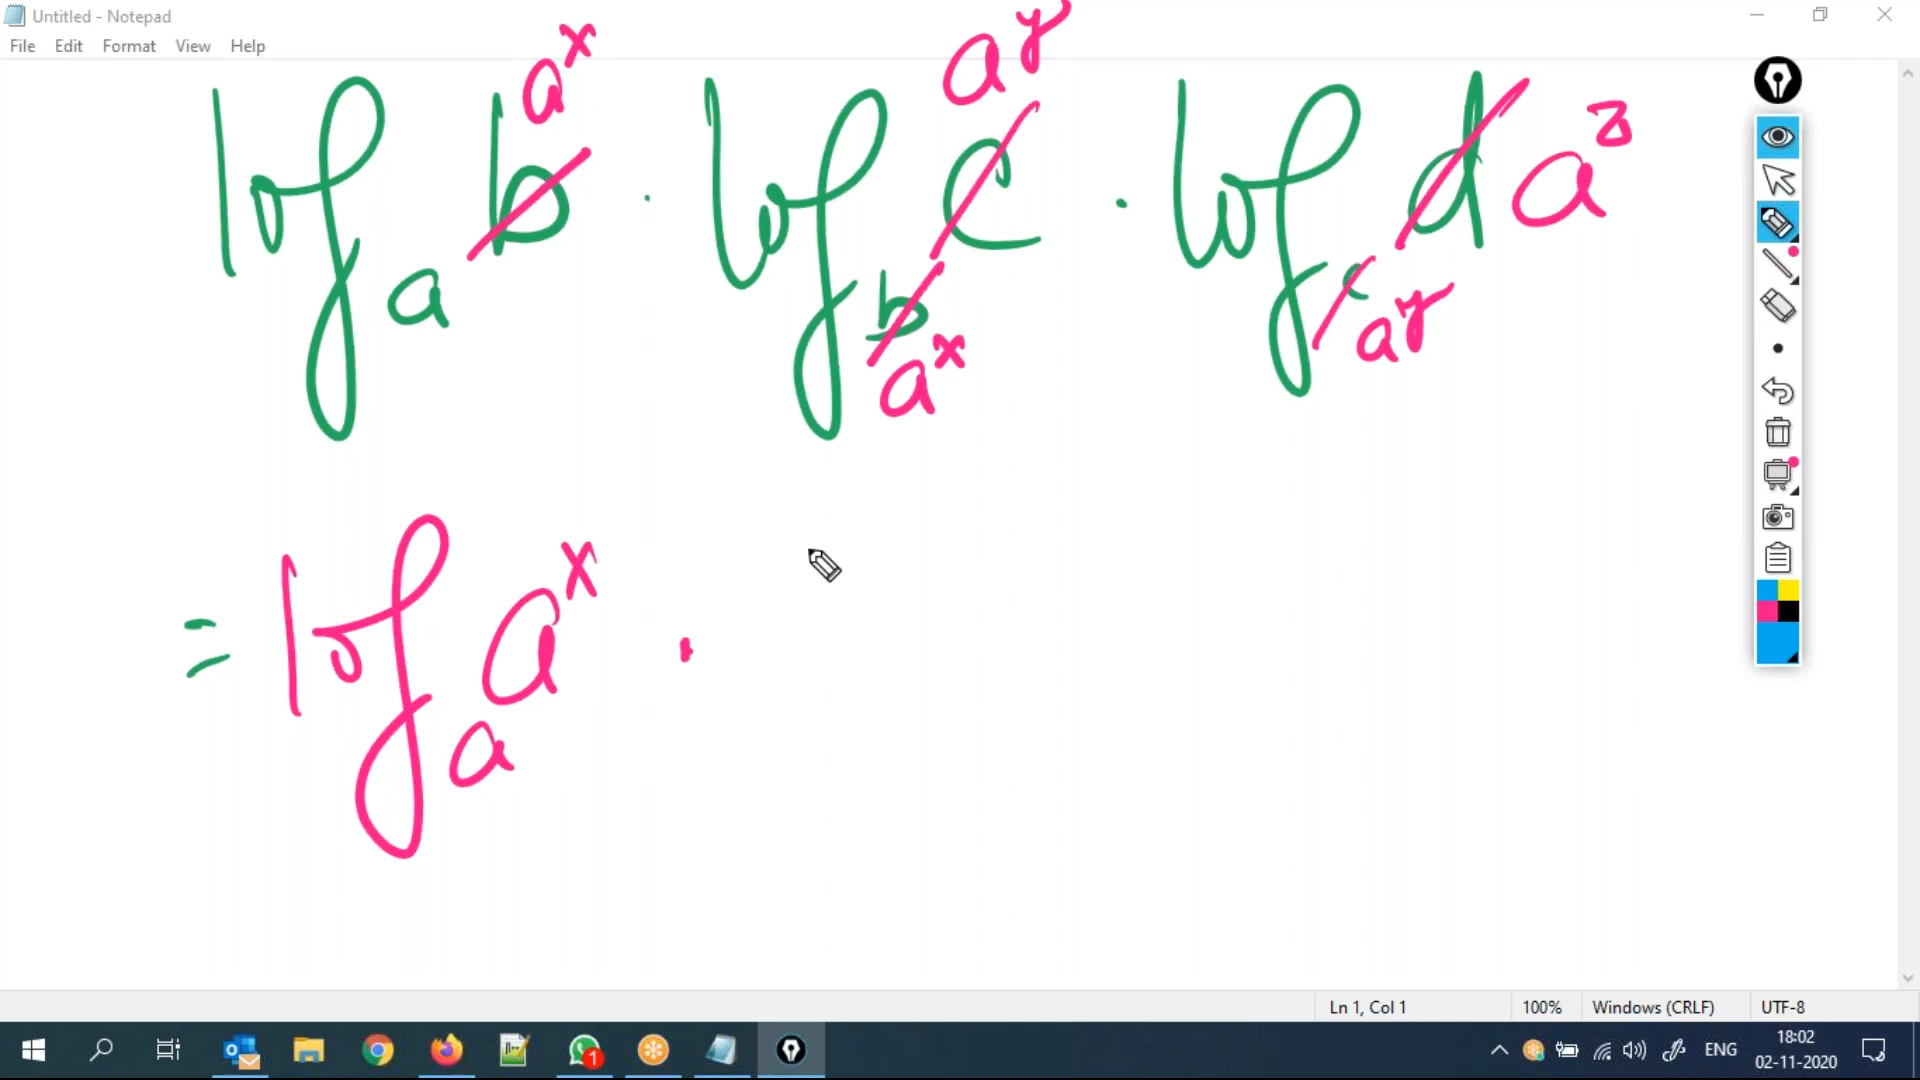 Untitled - Notepad
File Edit Format View Help
a^x a^y
log_a b · log_b c · log_c d a^z
a^x a^y
= log_a a^x ·
Ln 1, Col 1 100% Windows (CRLF) UTF-8
1
ENG
18:02
02-11-2020